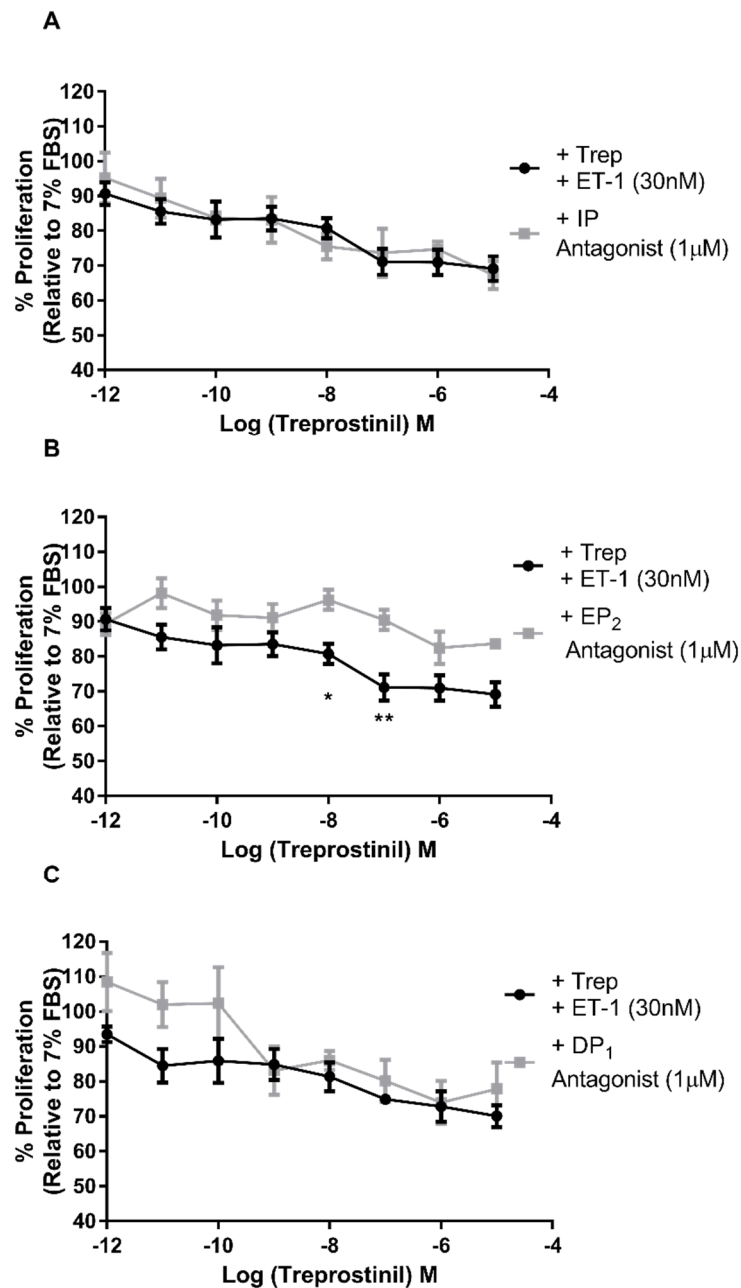 A
% Proliferation
(Relative to 7% FBS)
120
110
100
90
80
70
60
50
40
-12
-10
-8
-6
-4
Log (Treprostinil) M
+ Trep
+ ET-1 (30nM)
+ IP
Antagonist (1μM)
B
% Proliferation
(Relative to 7% FBS)
120
110
100
90
80
70
60
50
40
*
**
-12
-10
-8
-6
-4
Log (Treprostinil) M
+ Trep
+ ET-1 (30nM)
+ EP₂
Antagonist (1μM)
C
% Proliferation
(Relative to 7% FBS)
120
110
100
90
80
70
60
50
40
-12
-10
-8
-6
-4
Log (Treprostinil) M
+ Trep
+ ET-1 (30nM)
+ DP₁
Antagonist (1μM)